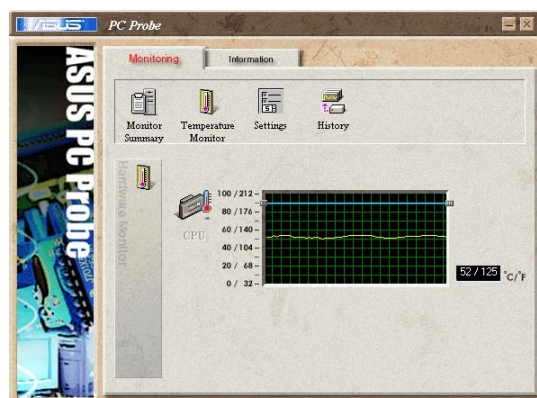 ASUS
PC Probe
Monitoring
Information
ASUS PC Probe
Monitor
Summary
Temperature
Monitor
Settings
History
Hardware Monitor
CPU
100 / 212
80 / 176
60 / 140
40 / 104
20 / 68
0 / 32
52 / 125
°C/°F